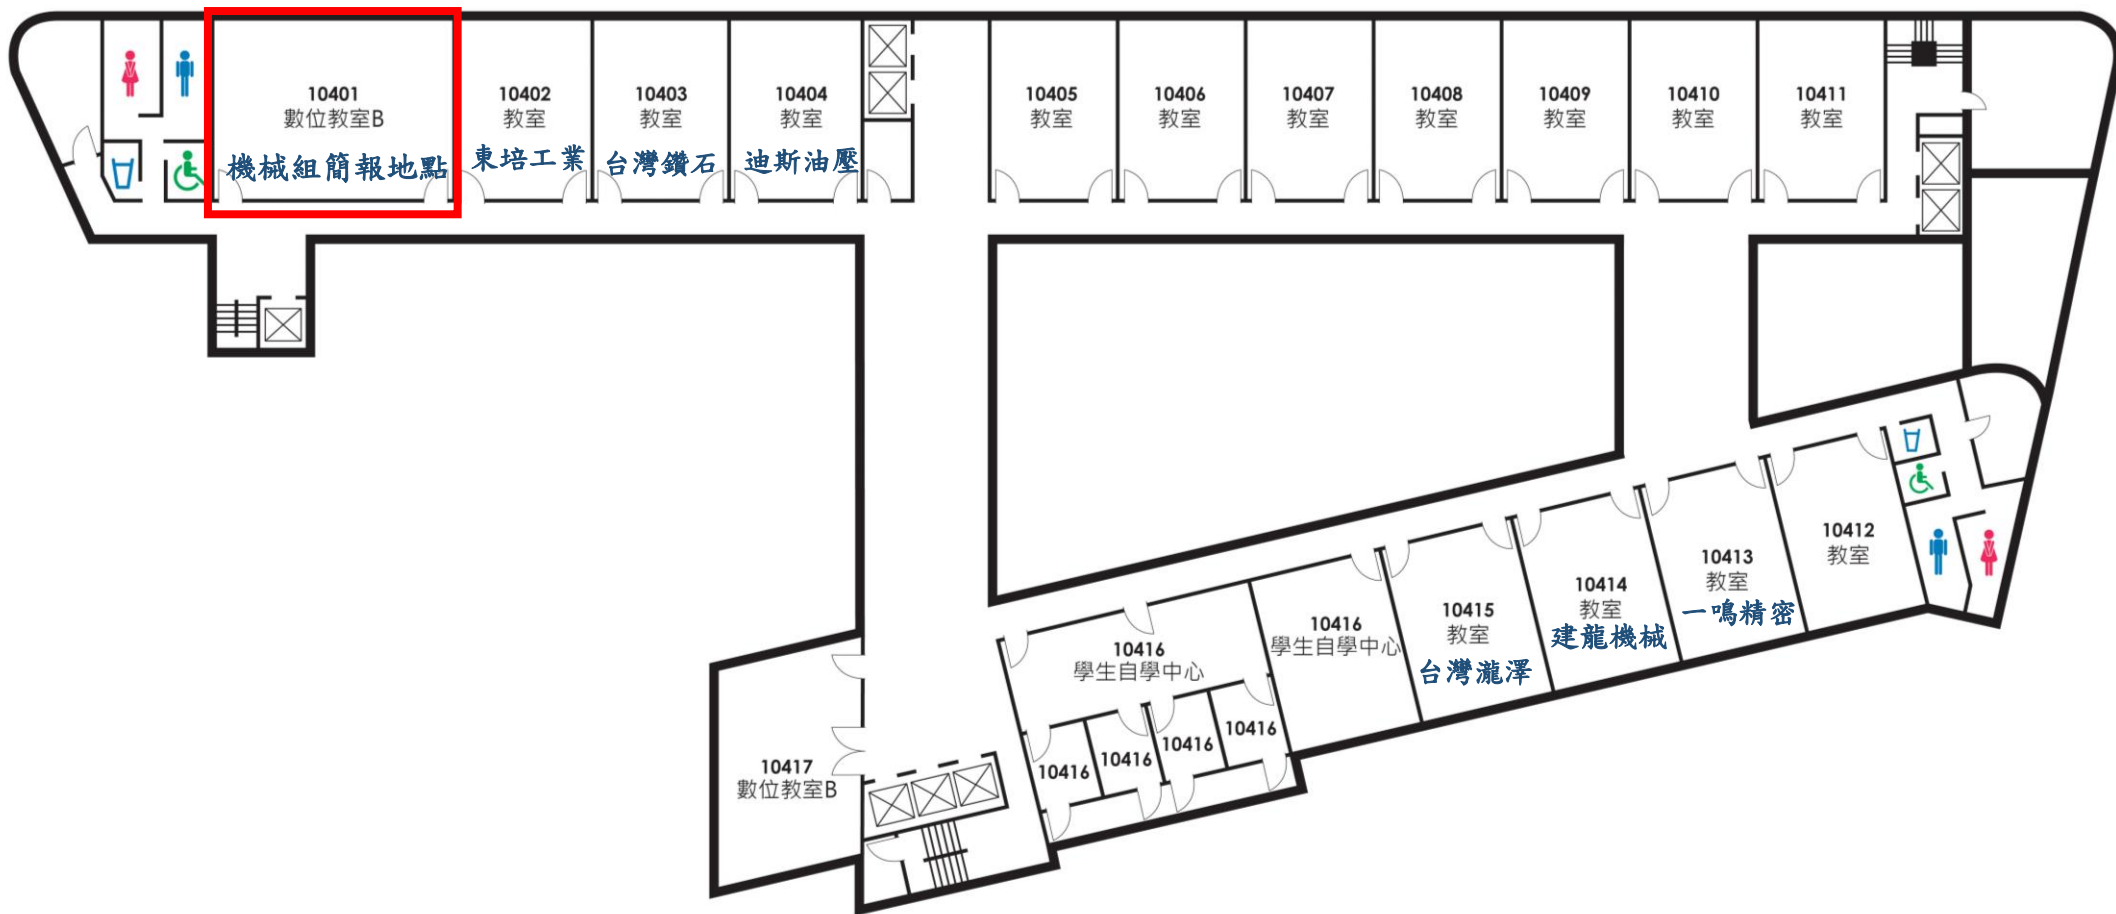 10401
數位教室B
機械組簡報地點
10402
教室
東培工業
10403
教室
台灣鑽石
10404
教室
迪斯油壓
10405
教室
10406
教室
10407
教室
10408
教室
10409
教室
10410
教室
10411
教室
10412
教室
10413
教室
一鳴精密
10414
教室
建龍機械
10415
教室
台灣瀧澤
10416
學生自學中心
10416
學生自學中心
10416
10416
10416
10416
10417
數位教室B